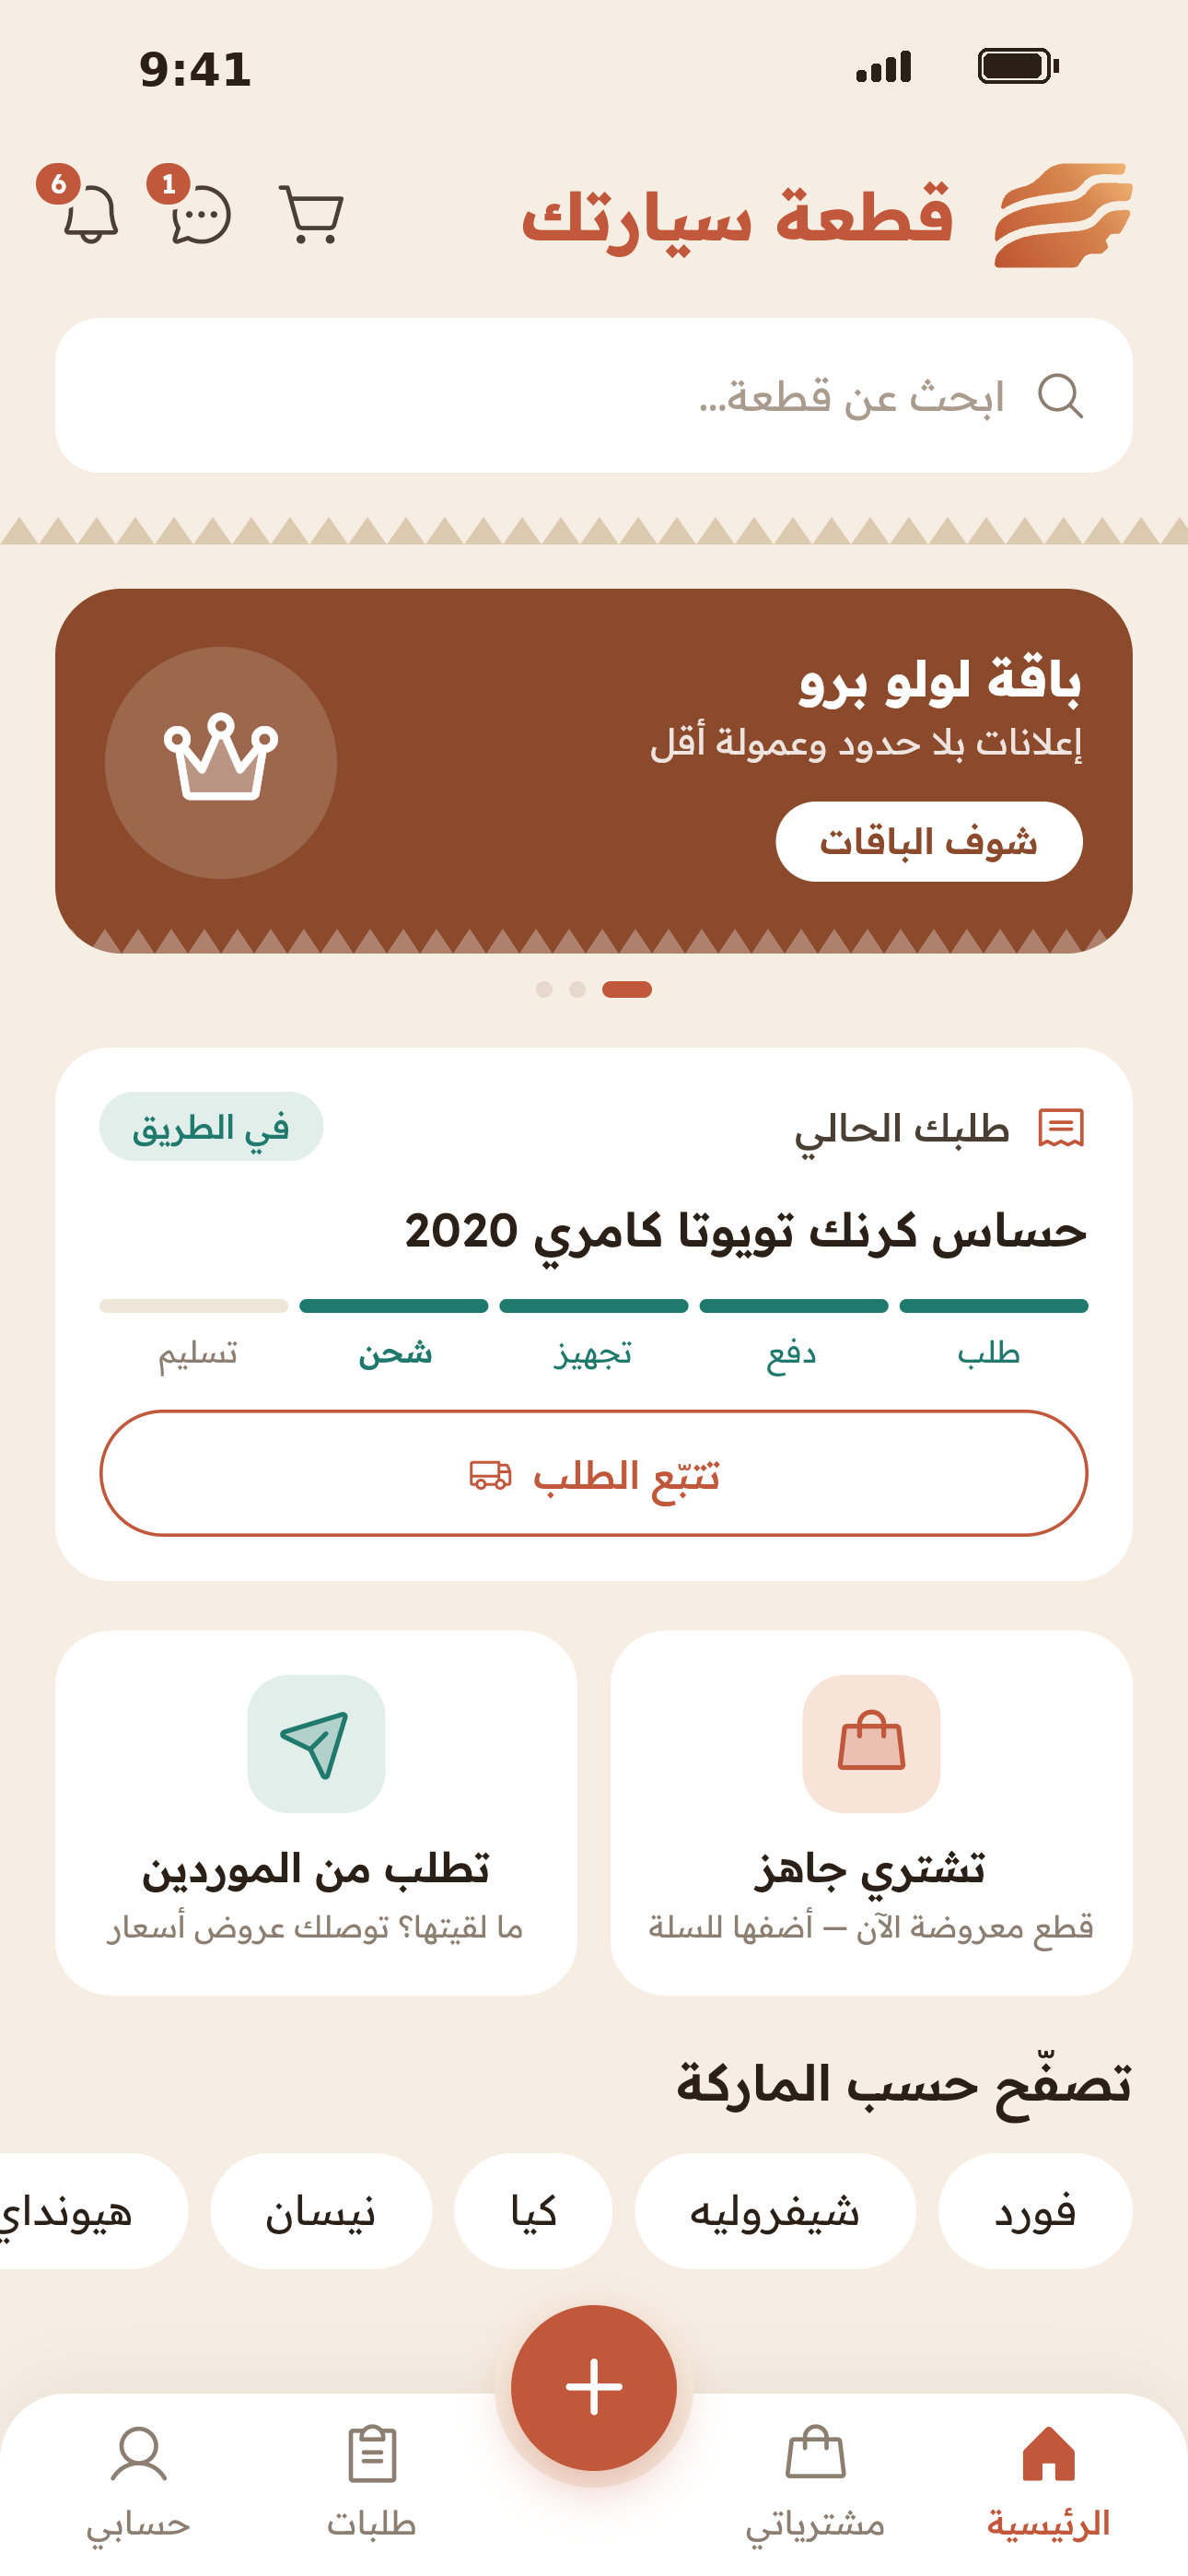 9:41
قطعة سيارتك
1
6
ابحث عن قطعة...
باقة لولو برو
إعلانات بلا حدود وعمولة أقل
شوف الباقات
طلبك الحالي
في الطريق
حساس كرنك تويوتا كامري 2020
طلب
دفع
تجهيز
شحن
تسليم
تتبّع الطلب
تشتري جاهز
قطع معروضة الآن — أضفها للسلة
تطلب من الموردين
ما لقيتها؟ توصلك عروض أسعار
تصفّح حسب الماركة
فورد
شيفروليه
كيا
نيسان
هيونداي
الرئيسية
مشترياتي
طلبات
حسابي